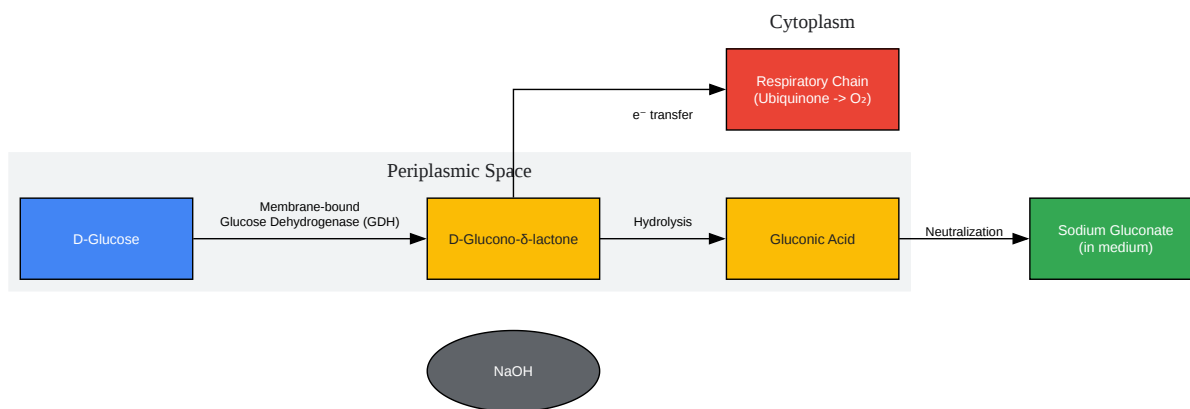 Cytoplasm
Respiratory Chain
(Ubiquinone -> O₂)
e⁻ transfer
Periplasmic Space
Membrane-bound
Glucose Dehydrogenase (GDH)
D-Glucose
D-Glucono-δ-lactone
Hydrolysis
Gluconic Acid
Neutralization
Sodium Gluconate
(in medium)
NaOH